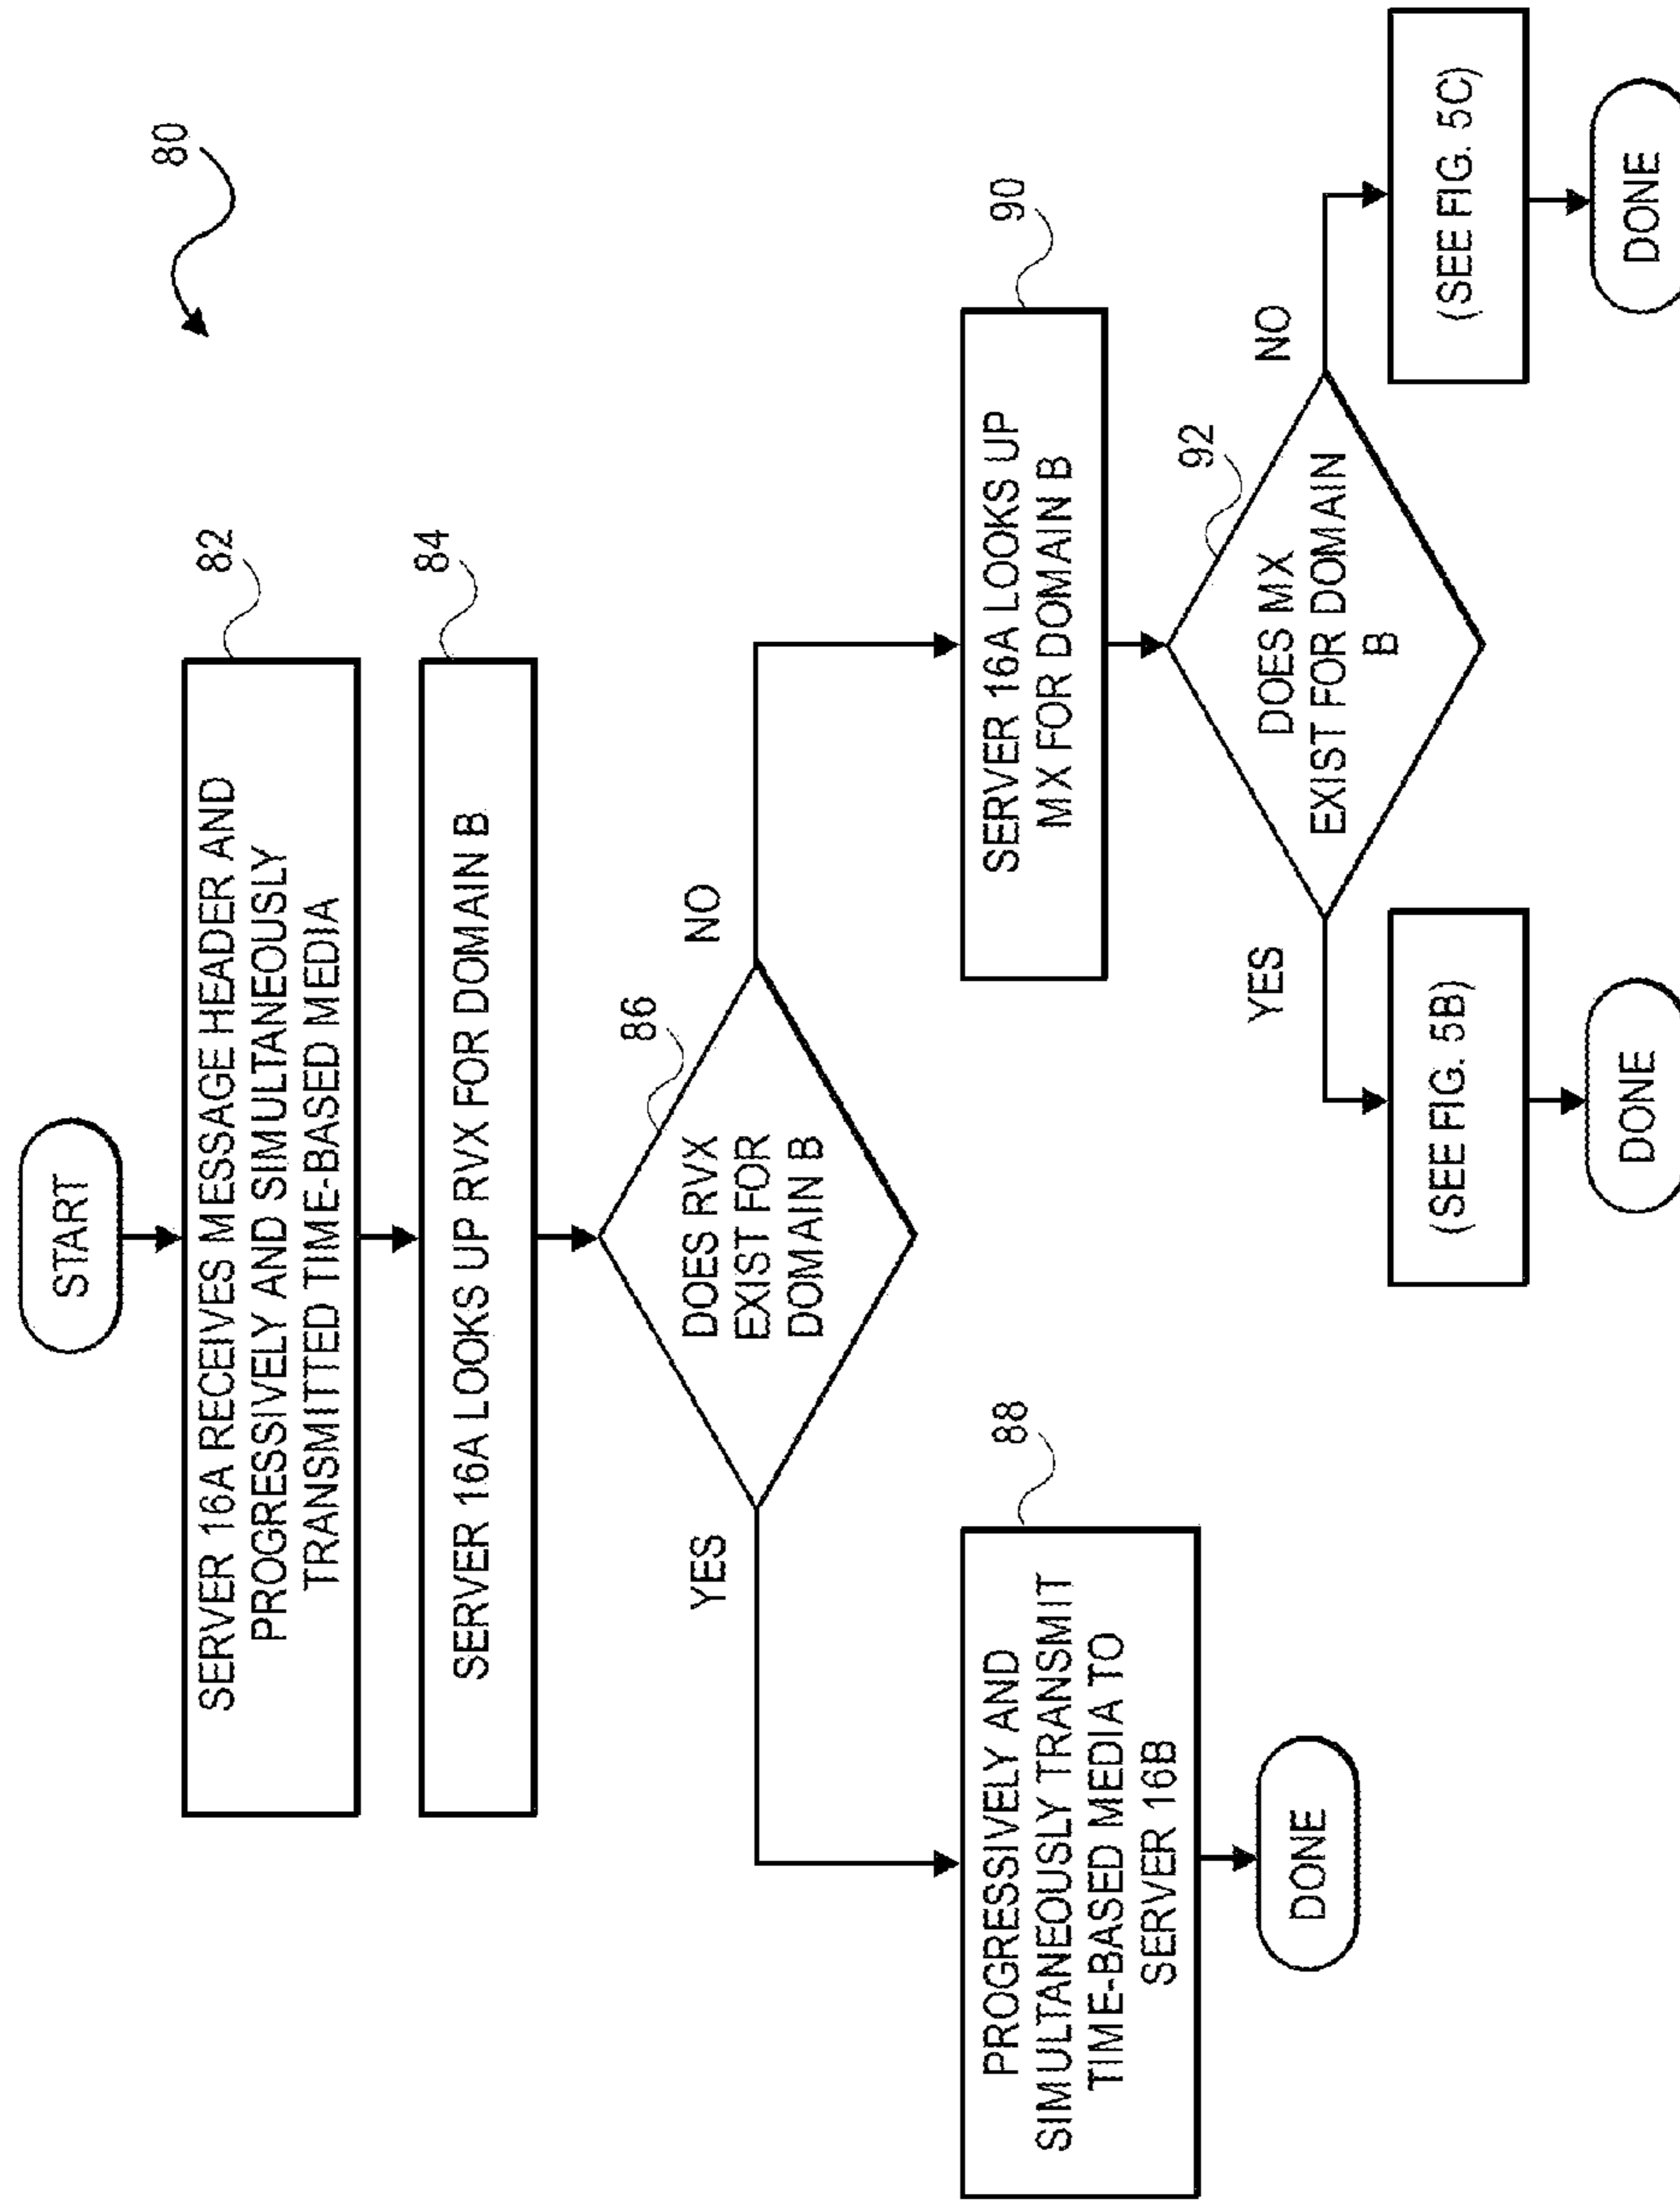 80
START
SERVER 16A RECEIVES MESSAGE HEADER AND
PROGRESSIVELY AND SIMULTANEOUSLY
TRANSMITTED TIME-BASED MEDIA
82
SERVER 16A LOOKS UP RVX FOR DOMAIN B
84
DOES RVX
EXIST FOR
DOMAIN B
86
YES
NO
PROGRESSIVELY AND
SIMULTANEOUSLY TRANSMIT
TIME-BASED MEDIA TO
SERVER 16B
88
DONE
SERVER 16A LOOKS UP
MX FOR DOMAIN B
90
DOES MX
EXIST FOR DOMAIN
B
92
YES
NO
(SEE FIG. 5B)
DONE
(SEE FIG. 5C)
DONE